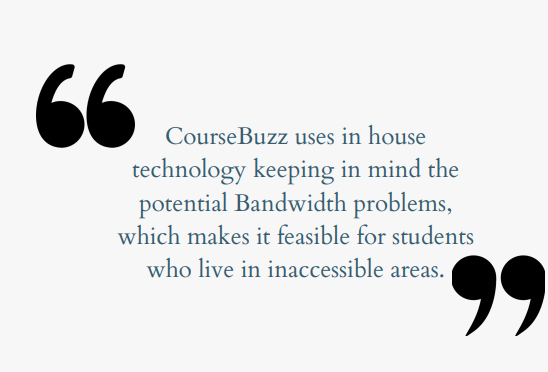 CourseBuzz uses in house
technology keeping in mind the
potential Bandwidth problems,
which makes it feasible for students
who live in inaccessible areas.